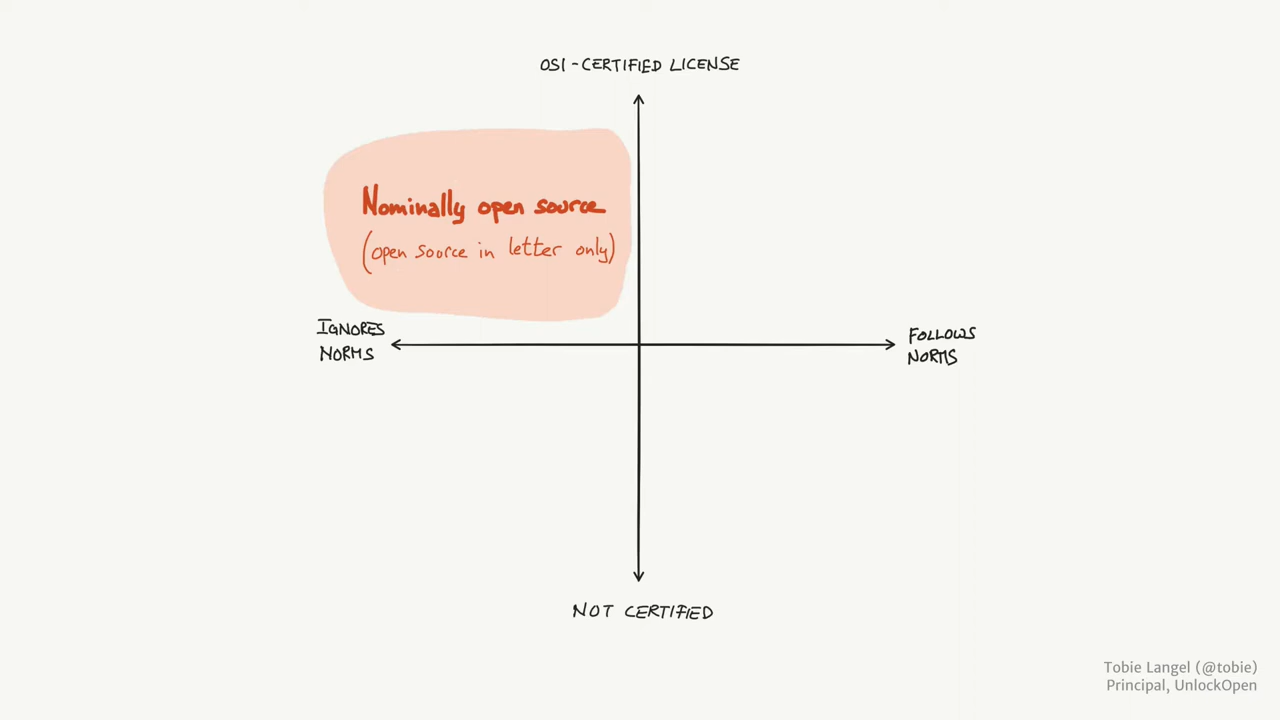 OSI-CERTIFIED LICENSE
Nominally open source
(open source in letter only)
IGNORES
NORMS
FOLLOWS
NORMS
NOT CERTIFIED
Tobie Langel (@tobie)
Principal, UnlockOpen